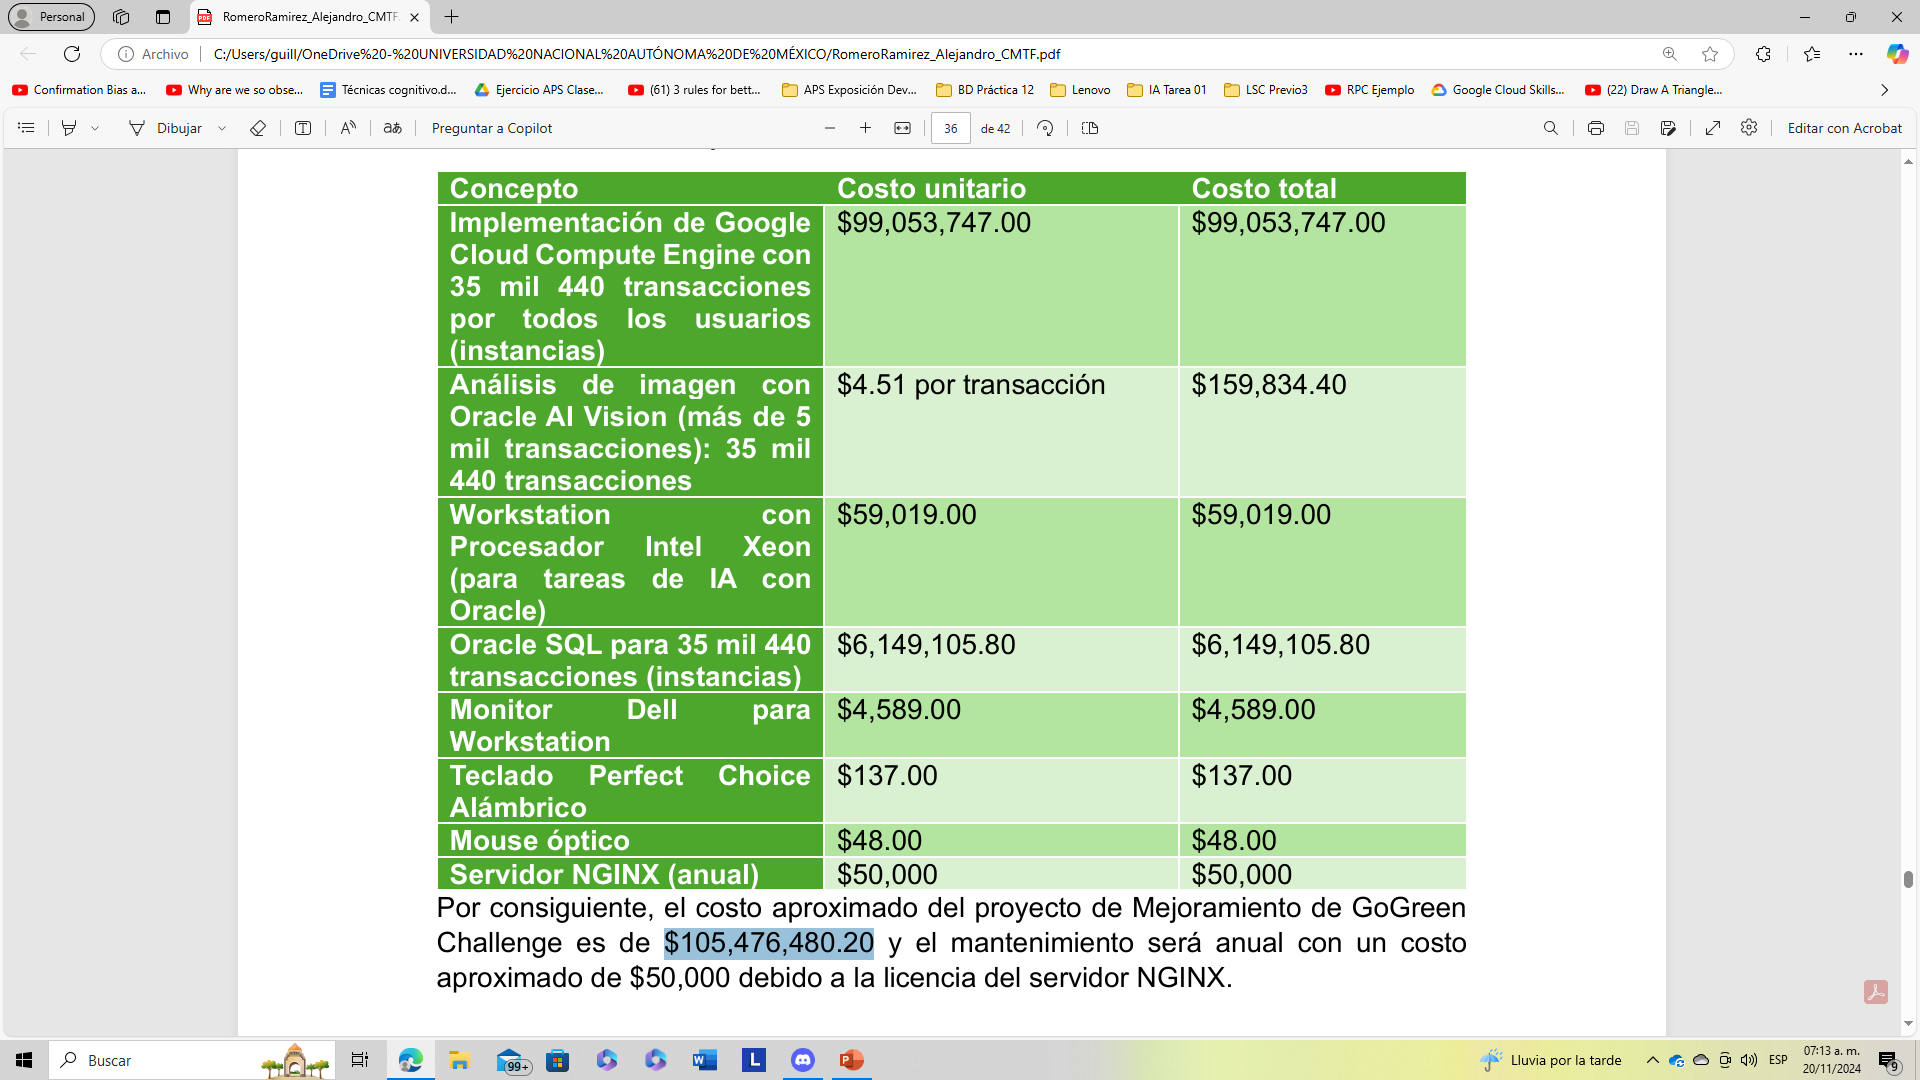 Personal
RomeroRamirez_Alejandro_CMTF.
Archivo
C:/Users/guill/OneDrive%20-%20UNIVERSIDAD%20NACIONAL%20AUTÓNOMA%20DE%20MÉXICO/RomeroRamirez_Alejandro_CMTF.pdf
Confirmation Bias a...
Why are we so obse...
Técnicas cognitivo.d...
Ejercicio APS Clase...
(61) 3 rules for bett...
APS Exposición Dev...
BD Práctica 12
Lenovo
IA Tarea 01
LSC Previo3
RPC Ejemplo
Google Cloud Skills...
(22) Draw A Triangle...
Dibujar
Preguntar a Copilot
36
de 42
Editar con Acrobat
Concepto
Costo unitario
Costo total
Implementación de Google
Cloud Compute Engine con
35 mil 440 transacciones
por todos los usuarios
(instancias)
$99,053,747.00
$99,053,747.00
Análisis de imagen con
Oracle AI Vision (más de 5
mil transacciones): 35 mil
440 transacciones
$4.51 por transacción
$159,834.40
Workstation con
Procesador Intel Xeon
(para tareas de IA con
Oracle)
$59,019.00
$59,019.00
Oracle SQL para 35 mil 440
transacciones (instancias)
$6,149,105.80
$6,149,105.80
Monitor Dell para
Workstation
$4,589.00
$4,589.00
Teclado Perfect Choice
Alámbrico
$137.00
$137.00
Mouse óptico
$48.00
$48.00
Servidor NGINX (anual)
$50,000
$50,000
Por consiguiente, el costo aproximado del proyecto de Mejoramiento de GoGreen
Challenge es de $105,476,480.20 y el mantenimiento será anual con un costo
aproximado de $50,000 debido a la licencia del servidor NGINX.
Buscar
99+
Lluvia por la tarde
ESP
07:13 a. m.
20/11/2024
9